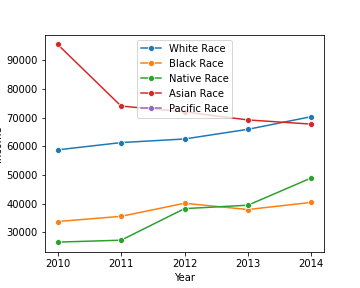 White Race
Black Race
Native Race
Asian Race
Pacific Race
90000
80000
70000
60000
50000
40000
30000
2010
2011
2012
2013
2014
Year